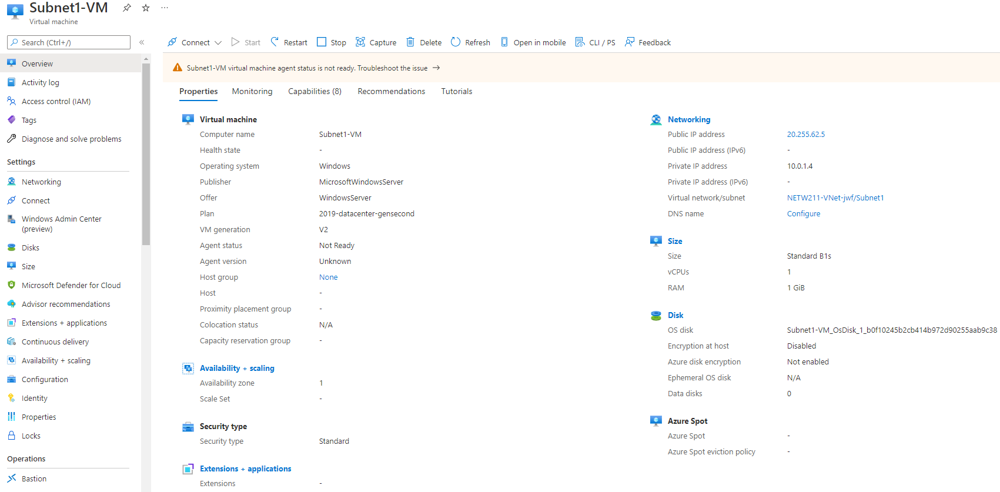 Subnet1-VM
Virtual machine
Search (Ctrl+/)
Overview
Activity log
Access control (IAM)
Tags
Diagnose and solve problems
Settings
Networking
Connect
Windows Admin Center
(preview)
Disks
Size
Microsoft Defender for Cloud
Advisor recommendations
Extensions + applications
Continuous delivery
Availability + scaling
Configuration
Identity
Properties
Locks
Operations
Bastion
Connect Start Restart Stop Capture Delete Refresh Open in mobile CLI / PS Feedback
Subnet1-VM virtual machine agent status is not ready. Troubleshoot the issue →
Properties Monitoring Capabilities (8) Recommendations Tutorials
Virtual machine
Computer name Subnet1-VM
Health state -
Operating system Windows
Publisher MicrosoftWindowsServer
Offer WindowsServer
Plan 2019-datacenter-gensecond
VM generation V2
Agent status Not Ready
Agent version Unknown
Host group None
Host -
Proximity placement group -
Colocation status N/A
Capacity reservation group -
Availability + scaling
Availability zone 1
Scale Set -
Security type
Security type Standard
Extensions + applications
Extensions -
Networking
Public IP address 20.255.62.5
Public IP address (IPv6) -
Private IP address 10.0.1.4
Private IP address (IPv6) -
Virtual network/subnet NETW211-VNet-jwf/Subnet1
DNS name Configure
Size
Size Standard B1s
vCPUs 1
RAM 1 GiB
Disk
OS disk Subnet1-VM_OsDisk_1_b0f10245b2cb414b972d90255aab9c38
Encryption at host Disabled
Azure disk encryption Not enabled
Ephemeral OS disk N/A
Data disks 0
Azure Spot
Azure Spot -
Azure Spot eviction policy -